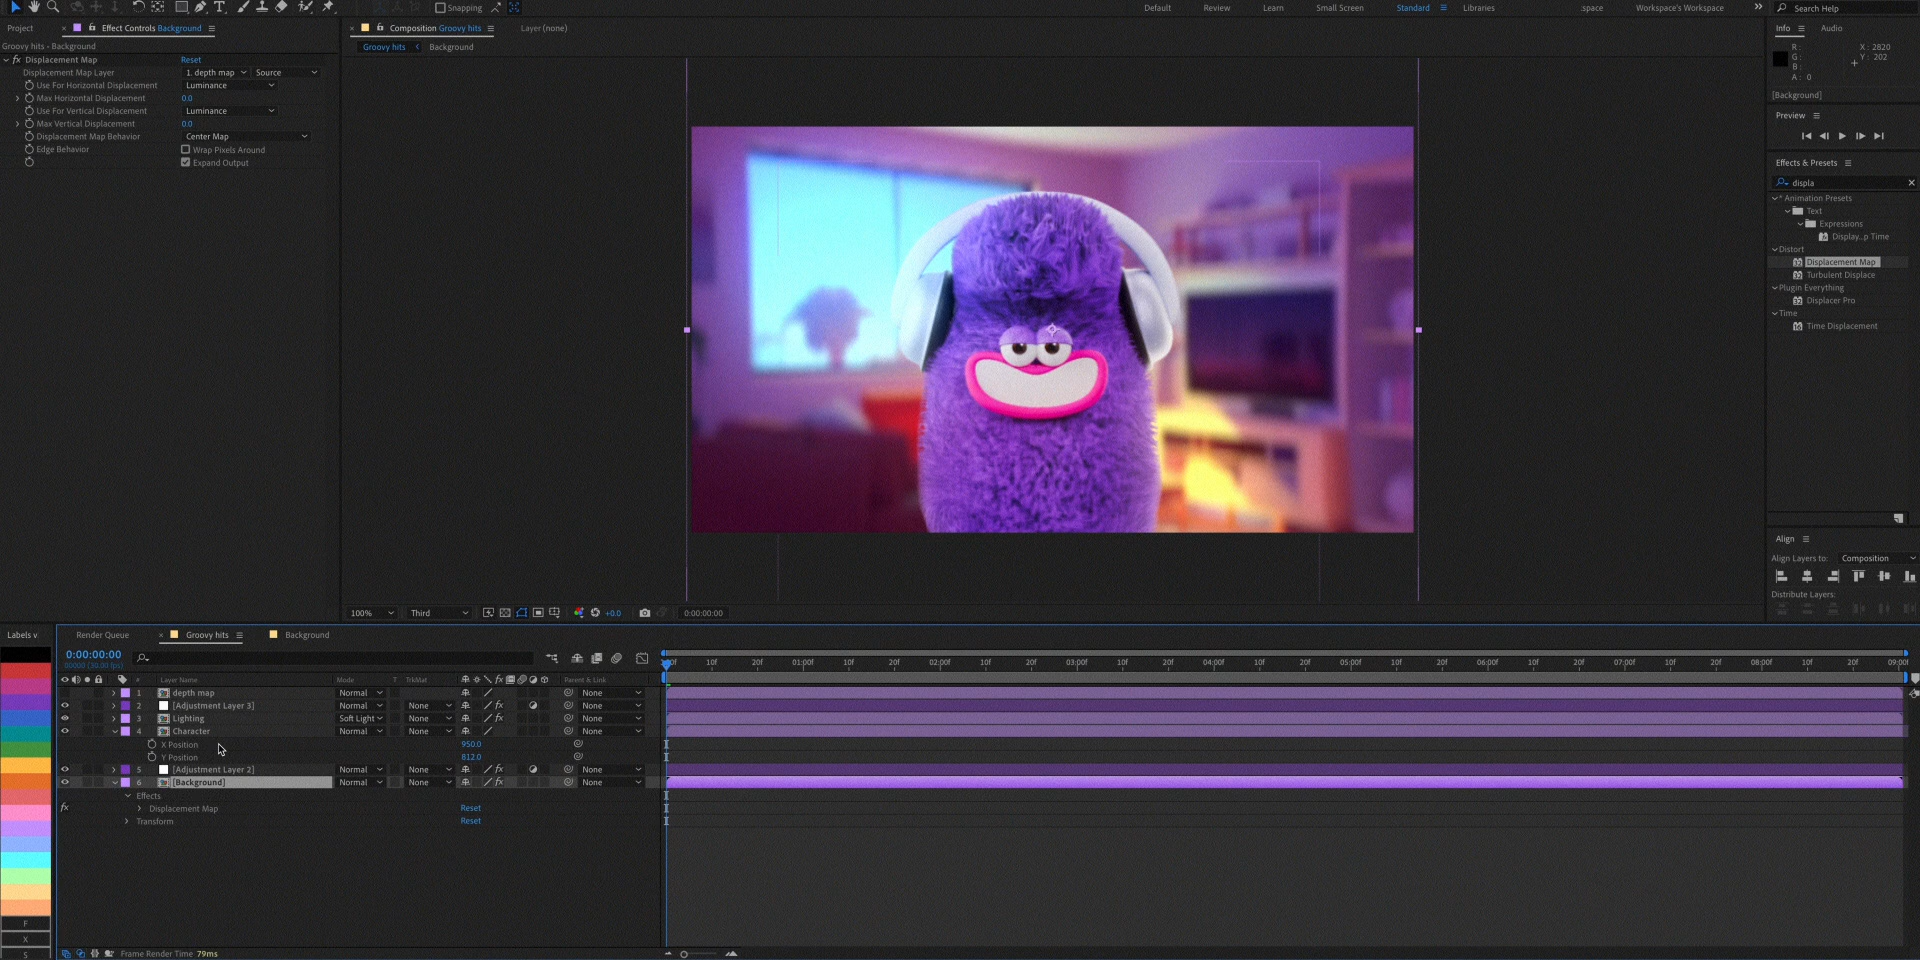 Snapping
Default
Review
Learn
Small Screen
Standard
Libraries
.space
Workspace's Workspace
Search Help
Project
Effect Controls Background
Groovy hits - Background
fx Displacement Map
Reset
Displacement Map Layer
1. depth map
Source
Use For Horizontal Displacement
Luminance
Max Horizontal Displacement
0.0
Use For Vertical Displacement
Luminance
Max Vertical Displacement
0.0
Displacement Map Behavior
Center Map
Edge Behavior
Wrap Pixels Around
Expand Output
Composition Groovy hits
Layer (none)
Groovy hits
Background
100%
Third
+0.0
0:00:00:00
Info
Audio
R :
G :
B :
A : 0
X : 2820
Y : 202
[Background]
Preview
Effects & Presets
displa
* Animation Presets
Text
Expressions
Display...p Time
Distort
Displacement Map
Turbulent Displace
Plugin Everything
Displacer Pro
Time
Time Displacement
Align
Align Layers to:
Composition
Distribute Layers:
Labels v
F
X
S
Render Queue
Groovy hits
Background
0:00:00:00
00000 (30.00 fps)
# Layer Name Mode T TrkMat Parent & Link
10f 20f 01:00f 10f 20f 02:00f 10f 20f 03:00f 10f 20f 04:00f 10f 20f 05:00f 10f 20f 06:00f 10f 20f 07:00f 10f 20f 08:00f 10f 20f 09:00f
1 depth map Normal None
2 [Adjustment Layer 3] Normal None fx None
3 Lighting Soft Light None fx None
4 Character Normal None None
X Position 950.0
Y Position 812.0
5 [Adjustment Layer 2] Normal None fx None
6 [Background] Normal None fx None
Effects
fx Displacement Map Reset
Transform Reset
Frame Render Time 79ms